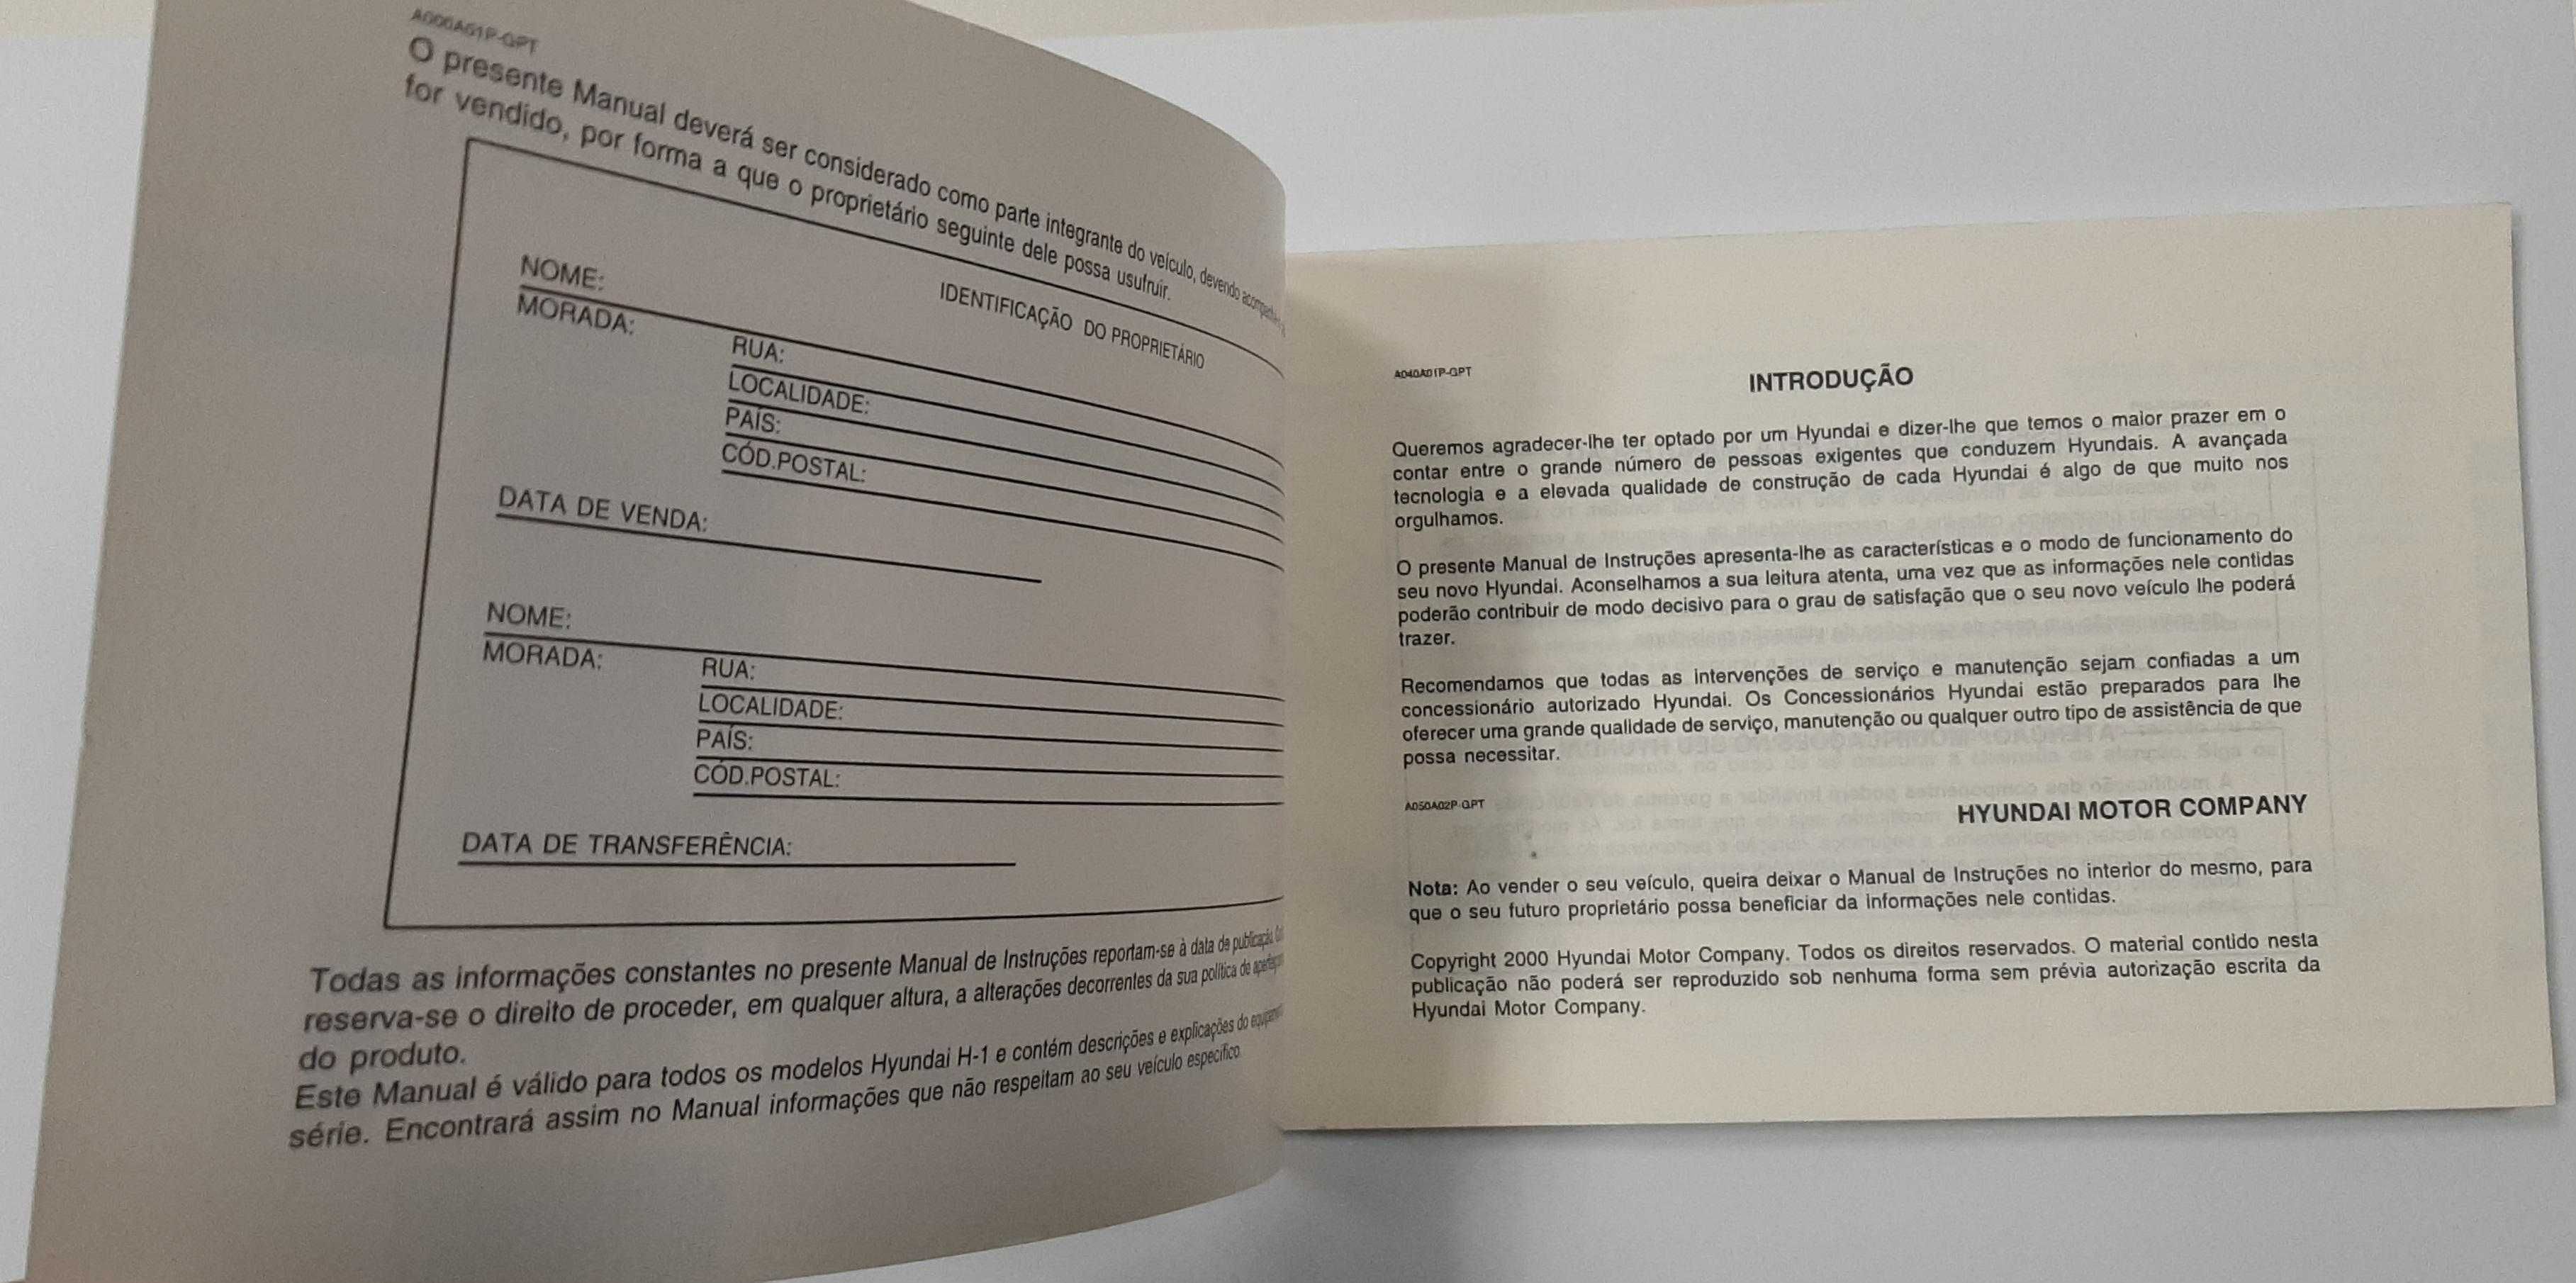 A000A01P-GPT
O presente Manual deverá ser considerado como parte integrante do veículo, devendo
for vendido, por forma a que o proprietário seguinte dele possa usufruir.
IDENTIFICAÇÃO DO PROPRIETÁRIO
NOME:
MORADA:
RUA:
LOCALIDADE:
PAÍS:
CÓD.POSTAL:
DATA DE VENDA:
NOME:
MORADA:
RUA:
LOCALIDADE:
PAÍS:
CÓD.POSTAL:
DATA DE TRANSFERÊNCIA:
Todas as informações constantes no presente Manual de Instruções reportam-se à data de publicação.
reserva-se o direito de proceder, em qualquer altura, a alterações decorrentes da sua política de
do produto.
Este Manual é válido para todos os modelos Hyundai H-1 e contém descrições e explicações do
série. Encontrará assim no Manual informações que não respeitam ao seu veículo específico.
A040A01P-GPT
INTRODUÇÃO
Queremos agradecer-lhe ter optado por um Hyundai e dizer-lhe que temos o maior prazer em o
contar entre o grande número de pessoas exigentes que conduzem Hyundais. A avançada
tecnologia e a elevada qualidade de construção de cada Hyundai é algo de que muito nos
orgulhamos.
O presente Manual de Instruções apresenta-lhe as características e o modo de funcionamento do
seu novo Hyundai. Aconselhamos a sua leitura atenta, uma vez que as informações nele contidas
poderão contribuir de modo decisivo para o grau de satisfação que o seu novo veículo lhe poderá
trazer.
Recomendamos que todas as intervenções de serviço e manutenção sejam confiadas a um
concessionário autorizado Hyundai. Os Concessionários Hyundai estão preparados para lhe
oferecer uma grande qualidade de serviço, manutenção ou qualquer outro tipo de assistência de que
possa necessitar.
A050A02P-GPT
HYUNDAI MOTOR COMPANY
Nota: Ao vender o seu veículo, queira deixar o Manual de Instruções no interior do mesmo, para
que o seu futuro proprietário possa beneficiar da informações nele contidas.
Copyright 2000 Hyundai Motor Company. Todos os direitos reservados. O material contido nesta
publicação não poderá ser reproduzido sob nenhuma forma sem prévia autorização escrita da
Hyundai Motor Company.